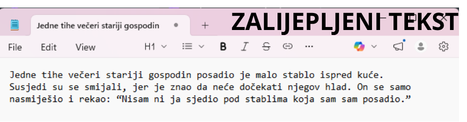 Jedne tihe večeri stariji gospodin
ZALIJEPLJENI TEKST
File Edit View H1 B I S
Jedne tihe večeri stariji gospodin posadio je malo stablo ispred kuće.
Susjedi su se smijali, jer je znao da neće dočekati njegov hlad. On se samo
nasmiješio i rekao: “Nisam ni ja sjedio pod stablima koja sam sam posadio.”